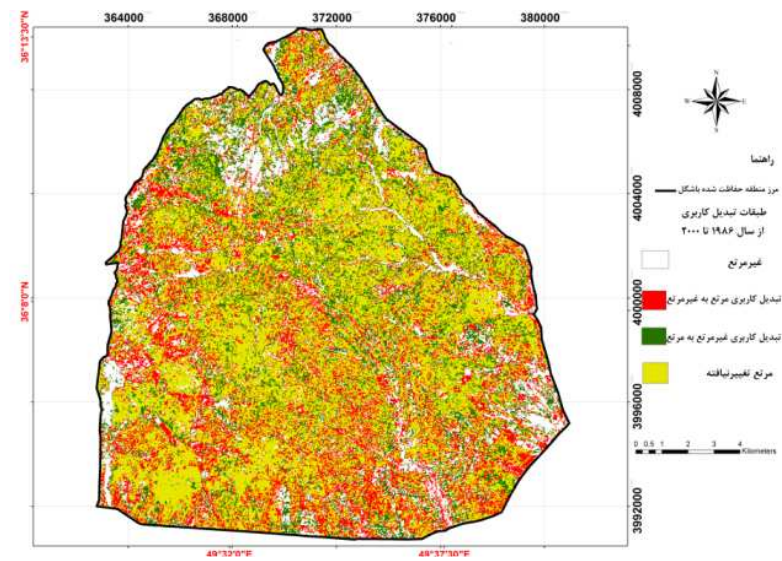 364000 368000 372000 376000 380000
36°13'30"N
36°8'0"N
4008000
4004000
4000000
3996000
3992000
49°32'0"E 49°37'30"E
N
W E
S
راهنما
مرز منطقه حفاظت شده باشگل
طبقات تبدیل کاربری
از سال ۱۹۸۶ تا ۲۰۰۰
غیرمرتع
تبدیل کاربری مرتع به غیرمرتع
تبدیل کاربری غیرمرتع به مرتع
مرتع تغییرنیافته
0 0.5 1 2 3 4
Kilometers